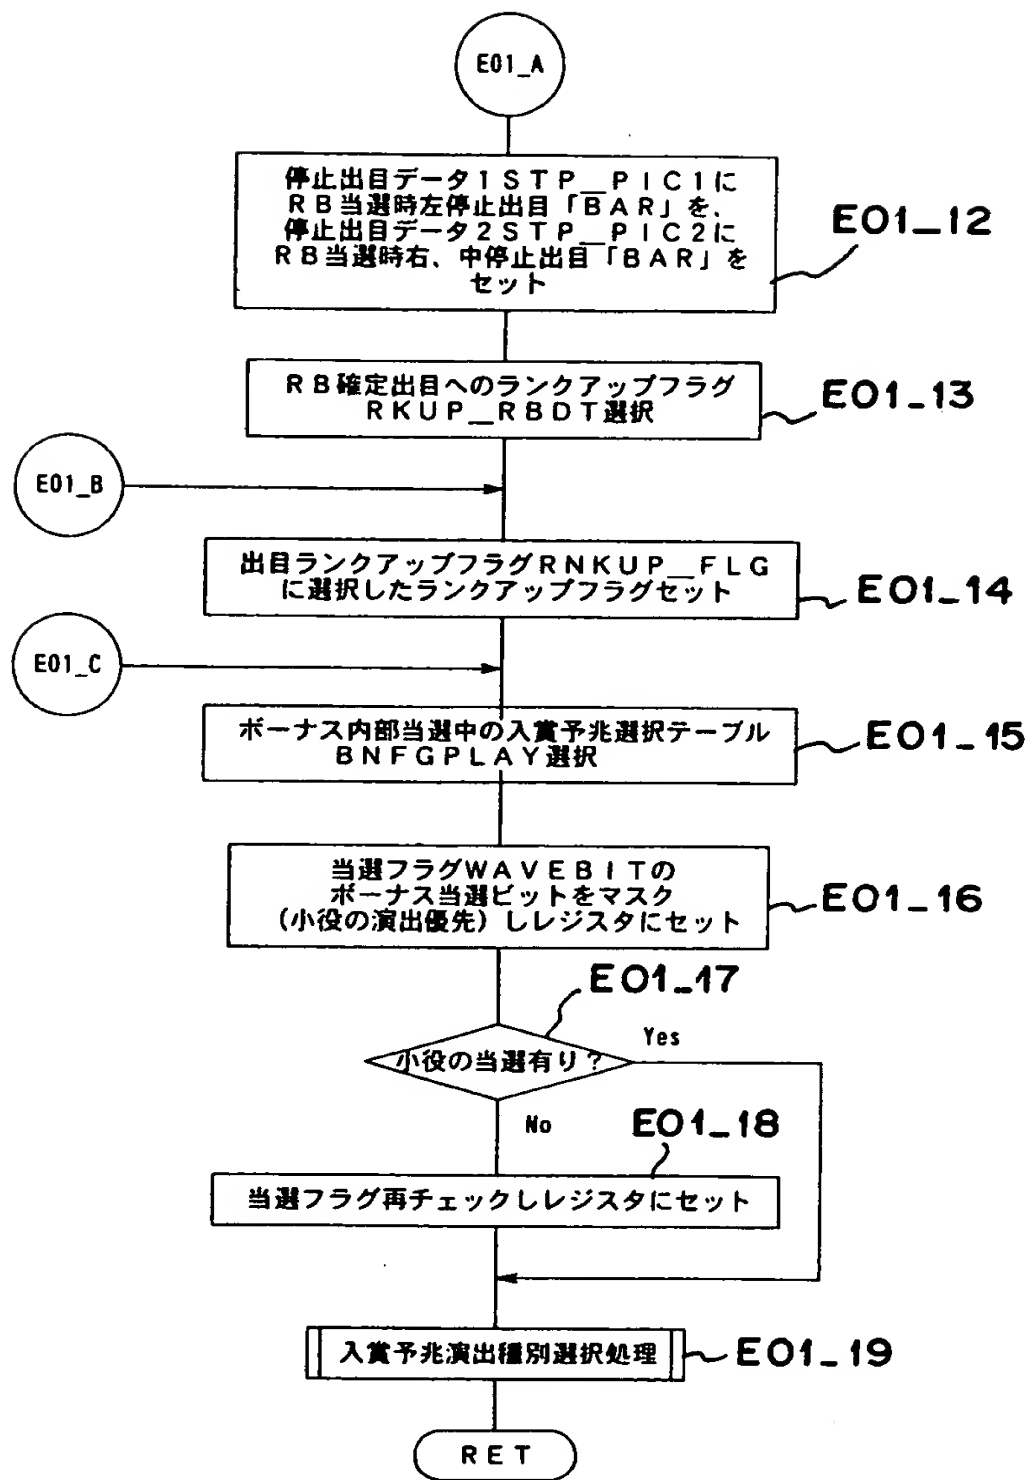 E01_A
停止出目データ1STP__PIC1に
RB当選時左停止出目「BAR」を、
停止出目データ2STP__PIC2に
RB当選時右、中停止出目「BAR」を
セット
E01_12
RB確定出目へのランクアップフラグ
RKUP__RBDT選択
E01_13
E01_B
出目ランクアップフラグRNKUP__FLG
に選択したランクアップフラグセット
E01_14
E01_C
ボーナス内部当選中の入賞予兆選択テーブル
BNFGPLAY選択
E01_15
当選フラグWAVEBITの
ボーナス当選ビットをマスク
(小役の演出優先)しレジスタにセット
E01_16
E01_17
小役の当選有り?
Yes
No
E01_18
当選フラグ再チェックしレジスタにセット
入賞予兆演出種別選択処理
E01_19
RET